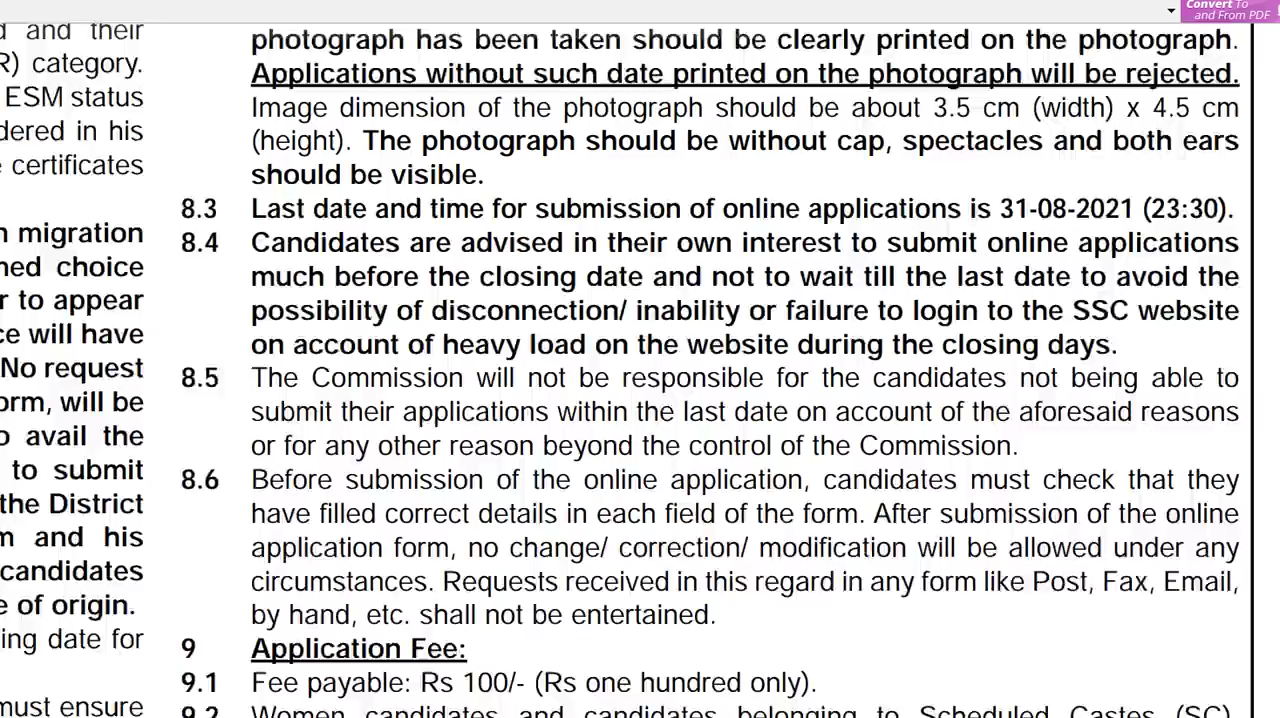 Convert To
and From PDF
d and their
R) category.
ESM status
dered in his
certificates
n migration
ned choice
r to appear
ce will have
No request
orm, will be
o avail the
to submit
the District
m and his
candidates
e of origin.
ing date for
must ensure
photograph has been taken should be clearly printed on the photograph.
Applications without such date printed on the photograph will be rejected.
Image dimension of the photograph should be about 3.5 cm (width) x 4.5 cm
(height). The photograph should be without cap, spectacles and both ears
should be visible.
8.3 Last date and time for submission of online applications is 31-08-2021 (23:30).
8.4 Candidates are advised in their own interest to submit online applications
much before the closing date and not to wait till the last date to avoid the
possibility of disconnection/ inability or failure to login to the SSC website
on account of heavy load on the website during the closing days.
8.5 The Commission will not be responsible for the candidates not being able to
submit their applications within the last date on account of the aforesaid reasons
or for any other reason beyond the control of the Commission.
8.6 Before submission of the online application, candidates must check that they
have filled correct details in each field of the form. After submission of the online
application form, no change/ correction/ modification will be allowed under any
circumstances. Requests received in this regard in any form like Post, Fax, Email,
by hand, etc. shall not be entertained.
9 Application Fee:
9.1 Fee payable: Rs 100/- (Rs one hundred only).
9.2 Women candidates and candidates belonging to Scheduled Castes (SC),